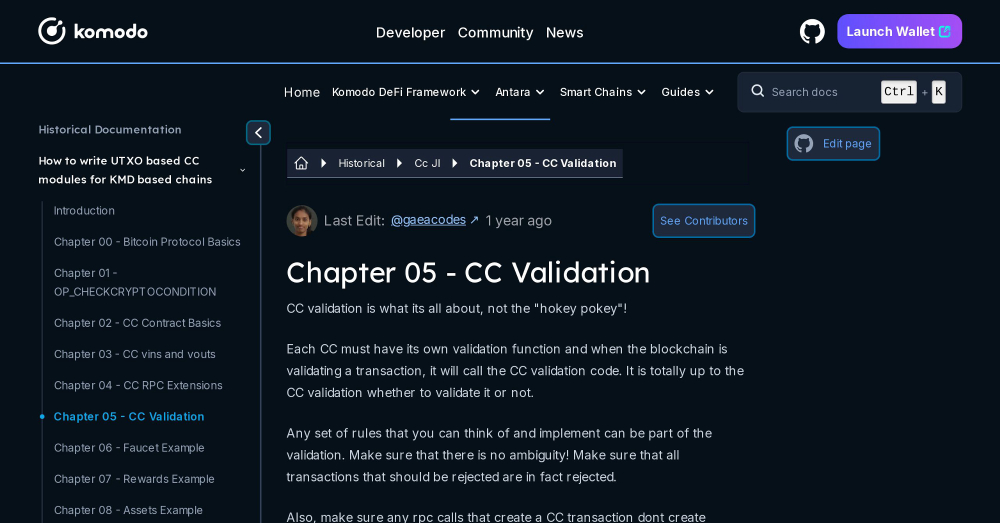 komodo
Developer Community News
Launch Wallet
Home Komodo DeFi Framework Antara Smart Chains Guides
Search docs Ctrl + K
Historical Documentation
How to write UTXO based CC
modules for KMD based chains
Introduction
Chapter 00 - Bitcoin Protocol Basics
Chapter 01 -
OP_CHECKCRYPTOCONDITION
Chapter 02 - CC Contract Basics
Chapter 03 - CC vins and vouts
Chapter 04 - CC RPC Extensions
Chapter 05 - CC Validation
Chapter 06 - Faucet Example
Chapter 07 - Rewards Example
Chapter 08 - Assets Example
Historical Cc Jl Chapter 05 - CC Validation
Last Edit: @gaeacodes ↗ 1 year ago
See Contributors
Chapter 05 - CC Validation
CC validation is what its all about, not the "hokey pokey"!
Each CC must have its own validation function and when the blockchain is
validating a transaction, it will call the CC validation code. It is totally up to the
CC validation whether to validate it or not.
Any set of rules that you can think of and implement can be part of the
validation. Make sure that there is no ambiguity! Make sure that all
transactions that should be rejected are in fact rejected.
Also, make sure any rpc calls that create a CC transaction dont create
Edit page